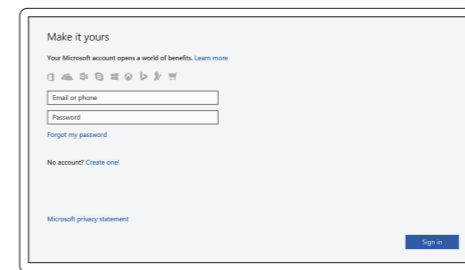 Make it yours
Your Microsoft account opens a world of benefits. Learn more
Email or phone
Password
Forgot my password
No account? Create one!
Microsoft privacy statement
Sign in